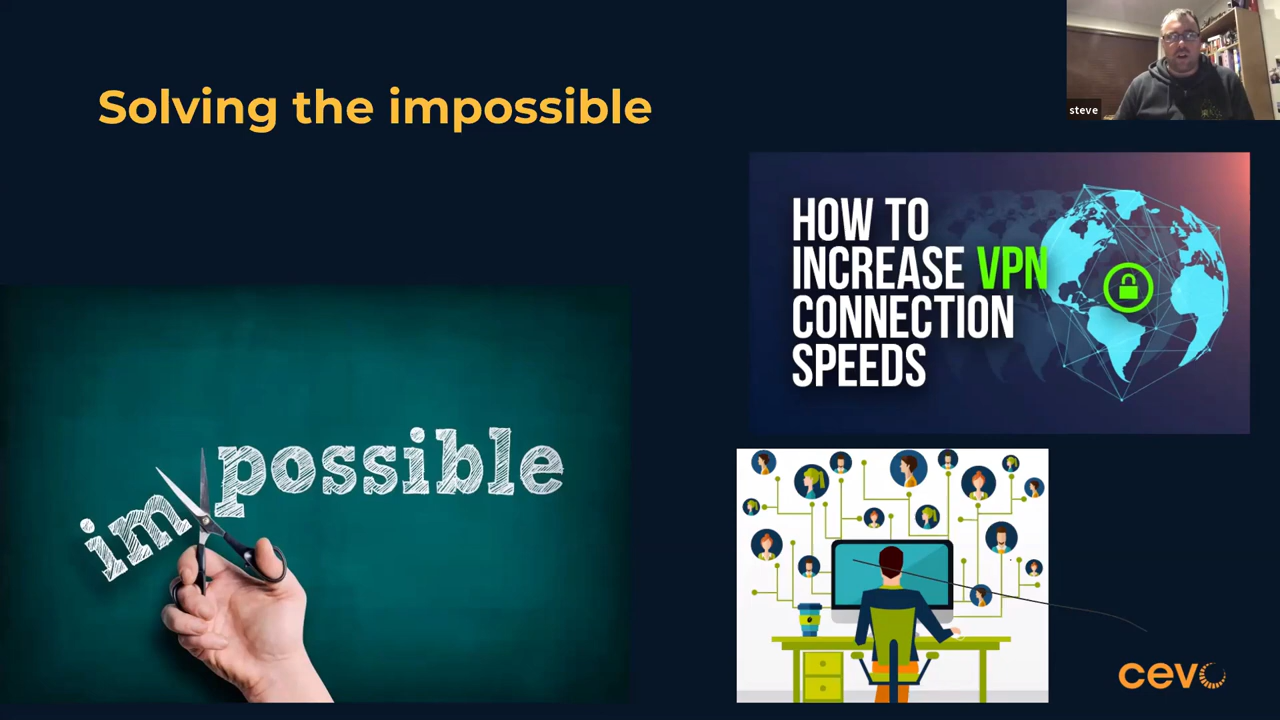 Solving the impossible
steve
HOW TO
INCREASE VPN
CONNECTION
SPEEDS
impossible
cevo